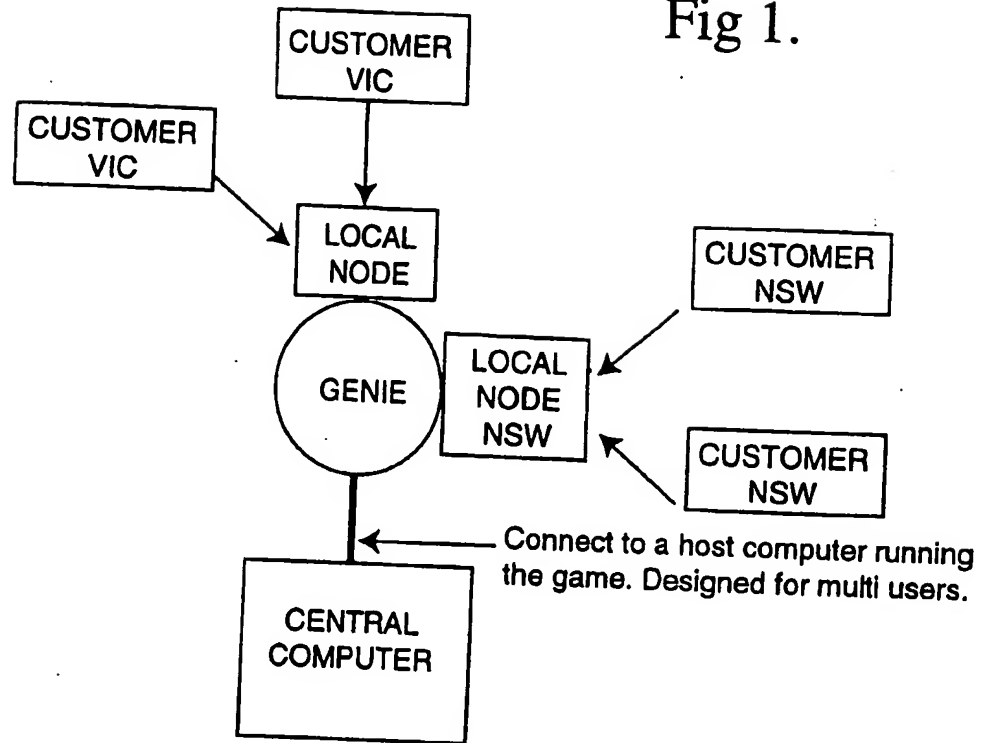 Fig 1.
CUSTOMER
VIC
CUSTOMER
VIC
LOCAL
NODE
CUSTOMER
NSW
GENIE
LOCAL
NODE
NSW
CUSTOMER
NSW
Connect to a host computer running
the game. Designed for multi users.
CENTRAL
COMPUTER